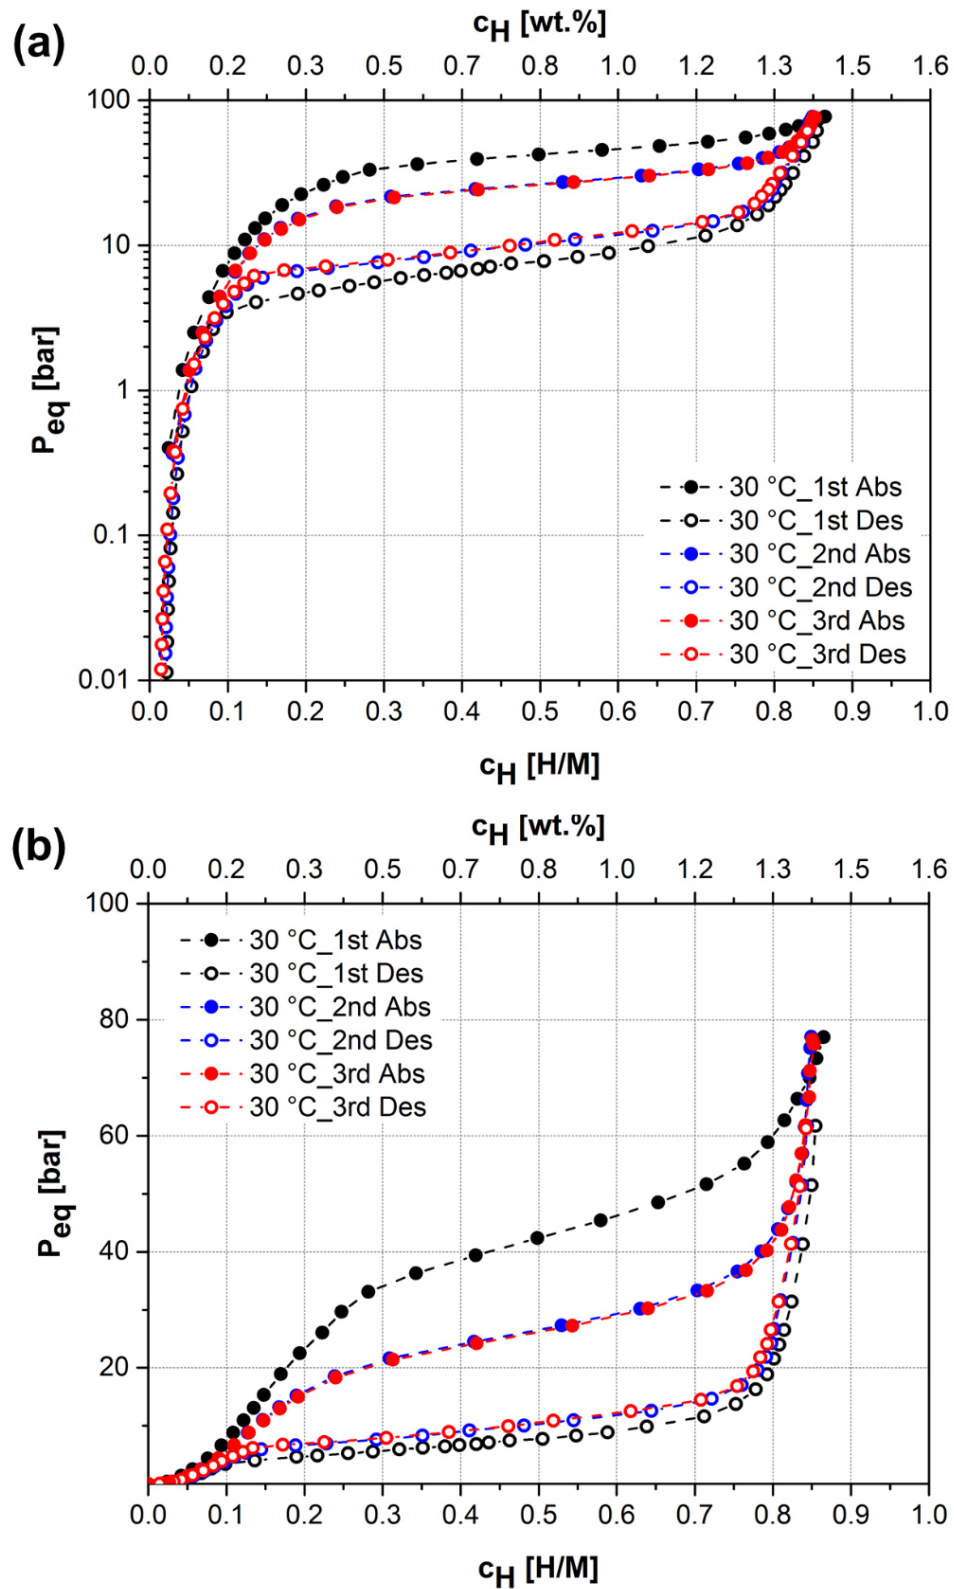 (a)
c_H [wt.%]
0.0 0.2 0.3 0.5 0.7 0.8 1.0 1.2 1.3 1.5 1.6
100
10
1
0.1
0.01
P_eq [bar]
30 °C_1st Abs
30 °C_1st Des
30 °C_2nd Abs
30 °C_2nd Des
30 °C_3rd Abs
30 °C_3rd Des
0.0 0.1 0.2 0.3 0.4 0.5 0.6 0.7 0.8 0.9 1.0
c_H [H/M]
(b)
c_H [wt.%]
0.0 0.2 0.3 0.5 0.7 0.8 1.0 1.2 1.3 1.5 1.6
100
80
60
40
20
P_eq [bar]
30 °C_1st Abs
30 °C_1st Des
30 °C_2nd Abs
30 °C_2nd Des
30 °C_3rd Abs
30 °C_3rd Des
0.0 0.1 0.2 0.3 0.4 0.5 0.6 0.7 0.8 0.9 1.0
c_H [H/M]